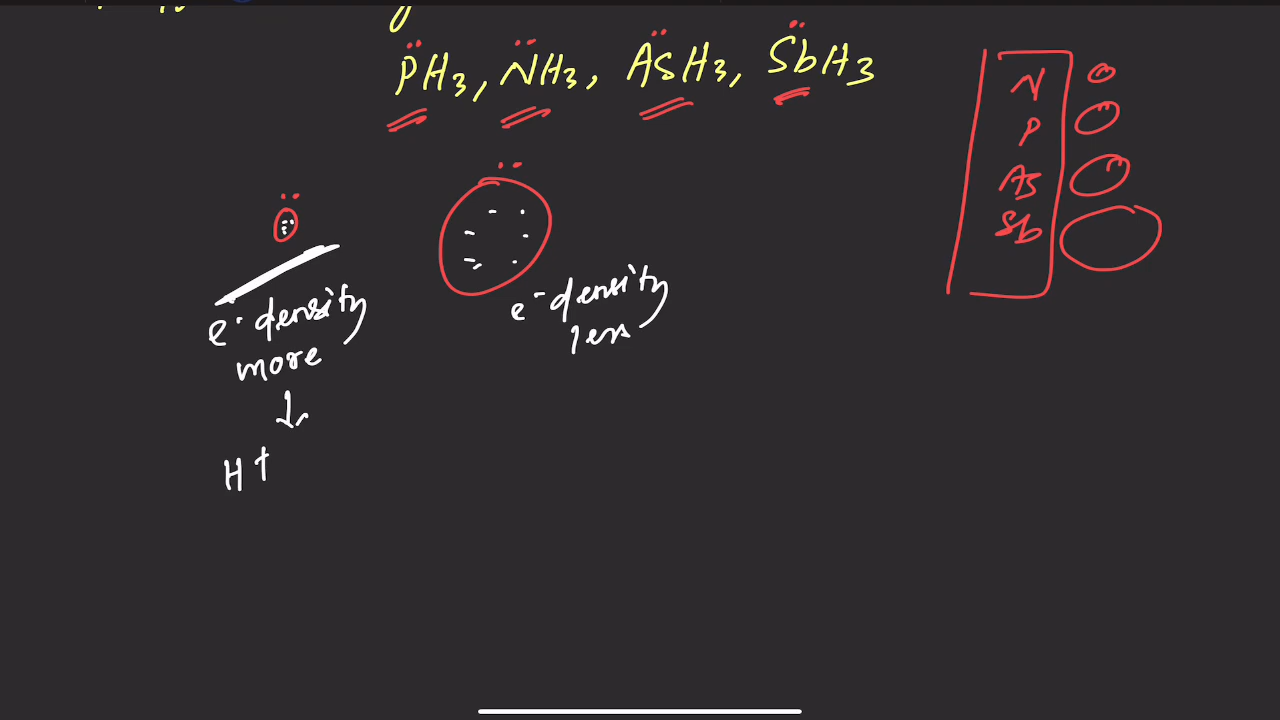 PH3, NH3, AsH3, SbH3
N
P
As
Sb
e- density
more
H+
e- density
less